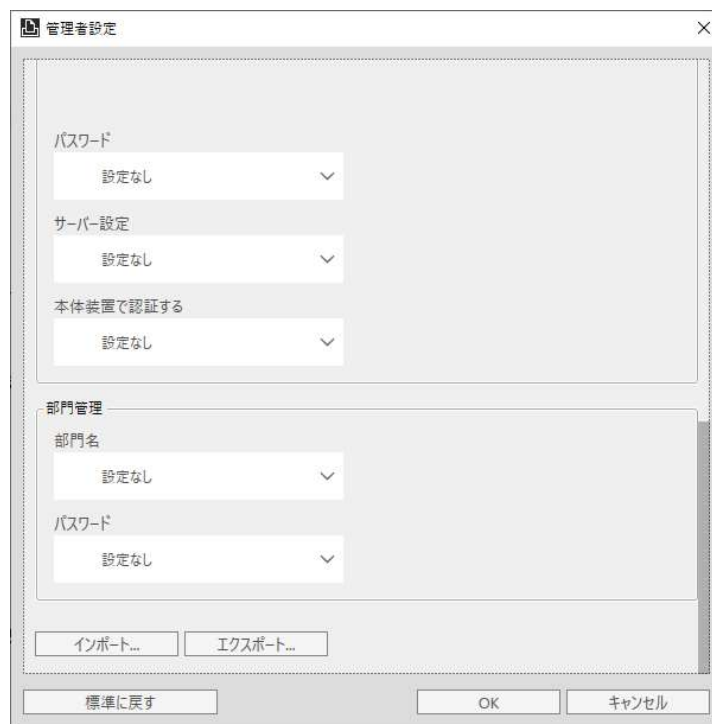 管理者設定
パスワード
設定なし
サーバー設定
設定なし
本体装置で認証する
設定なし
部門管理
部門名
設定なし
パスワード
設定なし
インポート... エクスポート...
標準に戻す OK キャンセル